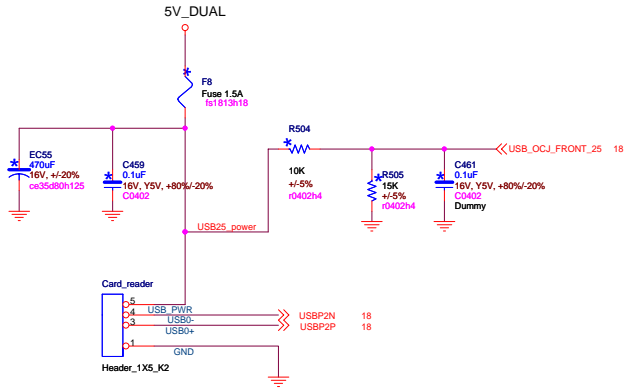 5V_DUAL
F8
Fuse 1.5A
fs1813h18
R504
10K
+/-5%
r0402h4
USB_OCJ_FRONT_25 18
EC55
470uF
16V, +/-20%
ce35d80h125
C459
0.1uF
16V, Y5V, +80%/-20%
C0402
R505
15K
+/-5%
r0402h4
C461
0.1uF
16V, Y5V, +80%/-20%
C0402
Dummy
USB25_power
Card_reader
5
USB_PWR
4
USB0-
3
USB0+
1
GND
USBP2N 18
USBP2P 18
Header_1X5_K2